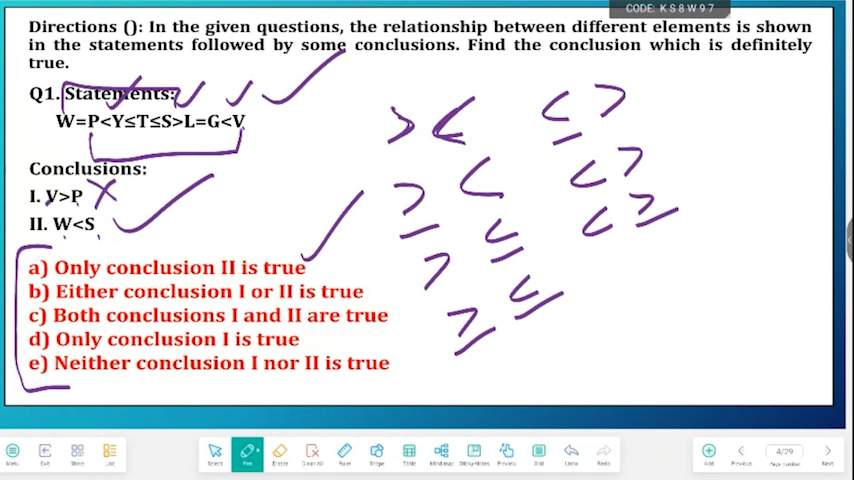 CODE: K S 8 W 9 7
Directions (): In the given questions, the relationship between different elements is shown
in the statements followed by some conclusions. Find the conclusion which is definitely
true.
Q1. Statements:
W=P<Y≤T≤S>L=G<V
Conclusions:
I. V>P
II. W<S
a) Only conclusion II is true
b) Either conclusion I or II is true
c) Both conclusions I and II are true
d) Only conclusion I is true
e) Neither conclusion I nor II is true
> < < >
< >
> <
≥ ≤ < ≥
> ≤
≥
Menu Exit Share List Select Pen Eraser Clear All Ruler Shape Table Mind map Sticky Notes Preview Grid Undo Redo Add Previous 4/29 Page number Next